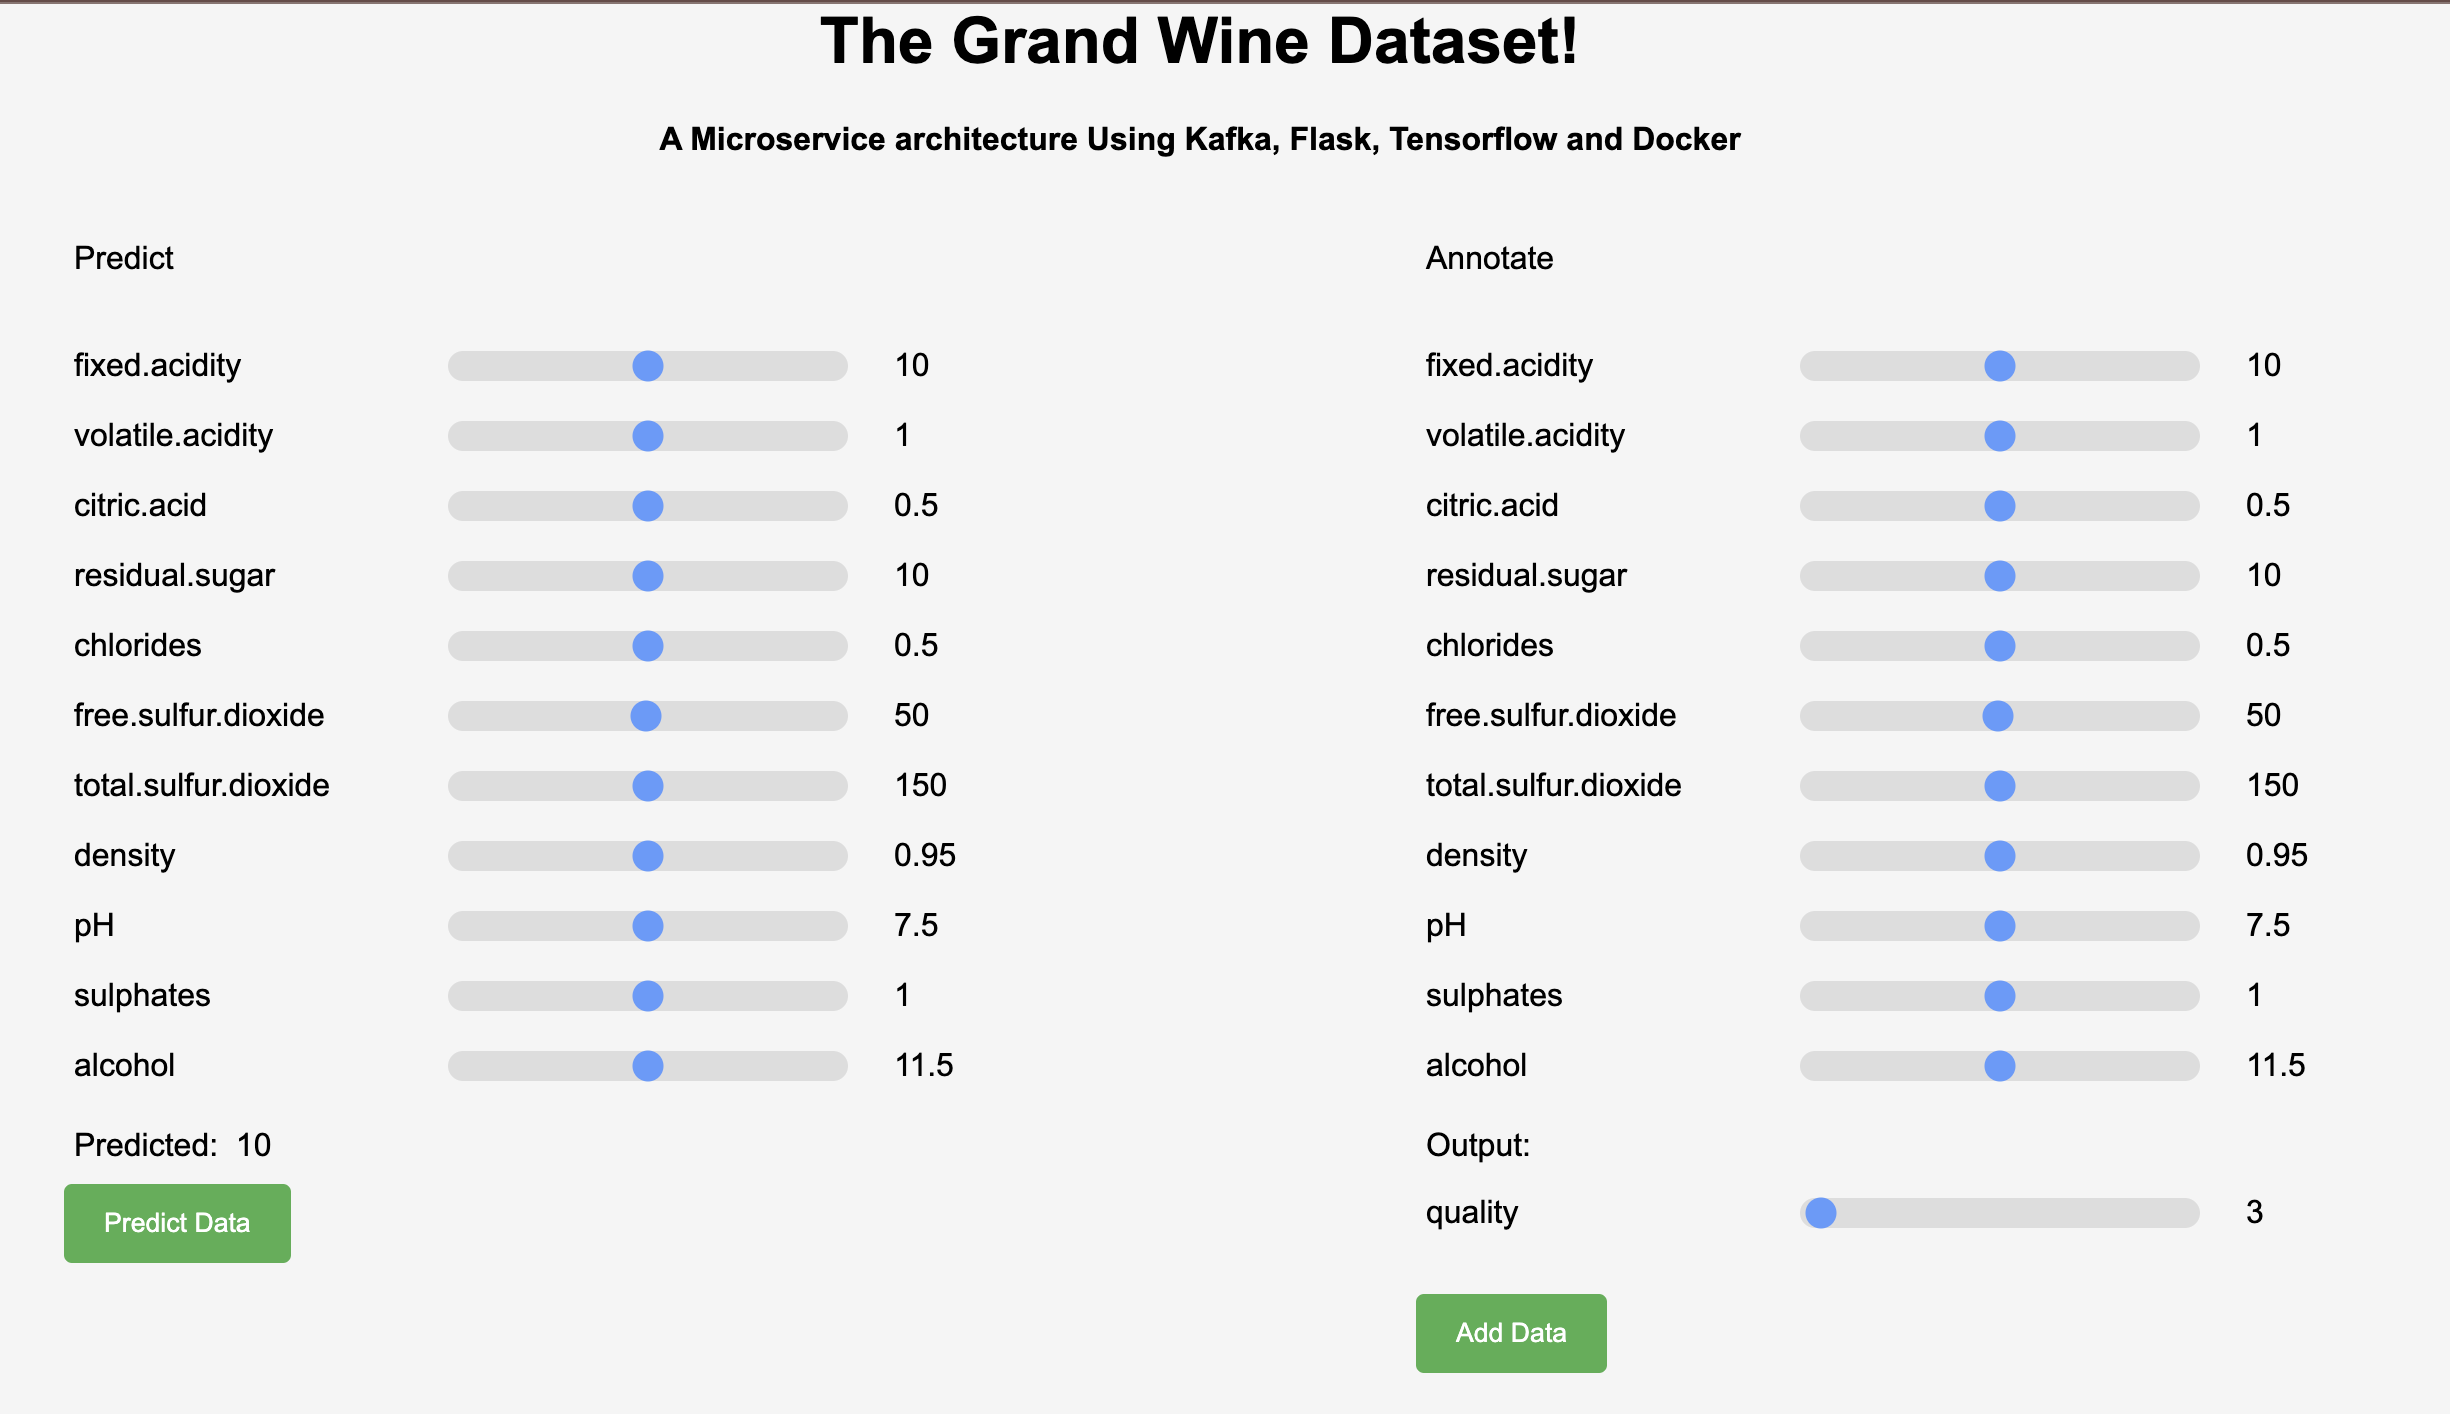 The Grand Wine Dataset!
A Microservice architecture Using Kafka, Flask, Tensorflow and Docker
Predict
fixed.acidity 10
volatile.acidity 1
citric.acid 0.5
residual.sugar 10
chlorides 0.5
free.sulfur.dioxide 50
total.sulfur.dioxide 150
density 0.95
pH 7.5
sulphates 1
alcohol 11.5
Predicted: 10
Predict Data
Annotate
fixed.acidity 10
volatile.acidity 1
citric.acid 0.5
residual.sugar 10
chlorides 0.5
free.sulfur.dioxide 50
total.sulfur.dioxide 150
density 0.95
pH 7.5
sulphates 1
alcohol 11.5
Output:
quality 3
Add Data